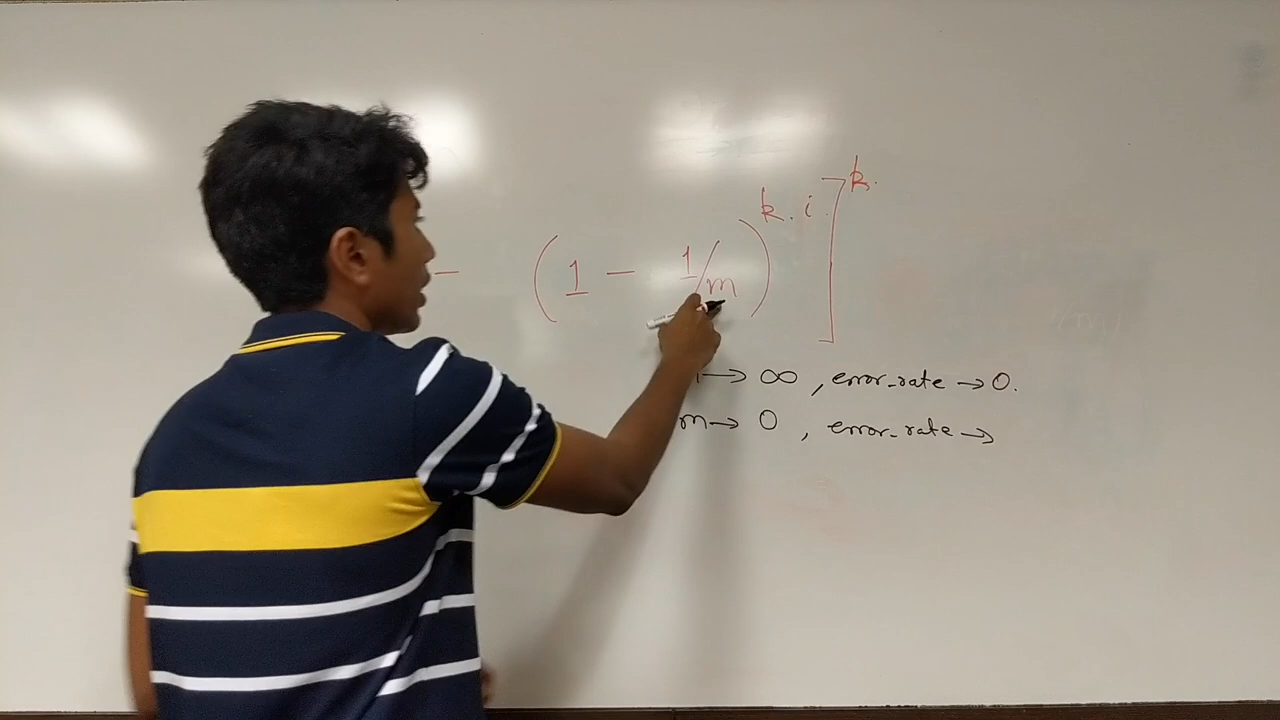 - (1 - 1/m)^{k.i.}]^{k.
→ ∞ , error-rate → 0.
m → 0 , error-rate →